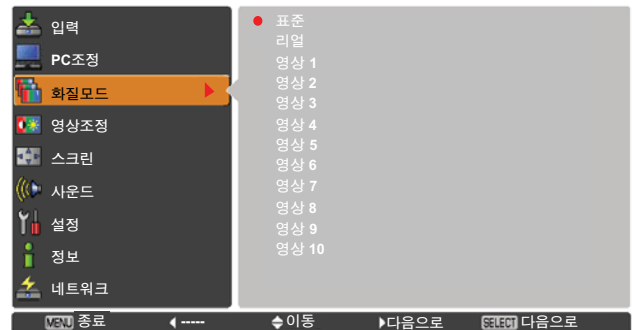 입력
PC조정
화질모드
영상조정
스크린
사운드
설정
정보
네트워크
표준
리얼
영상 1
영상 2
영상 3
영상 4
영상 5
영상 6
영상 7
영상 8
영상 9
영상 10
MENU 종료 ----- 이동 다음으로 SELECT 다음으로